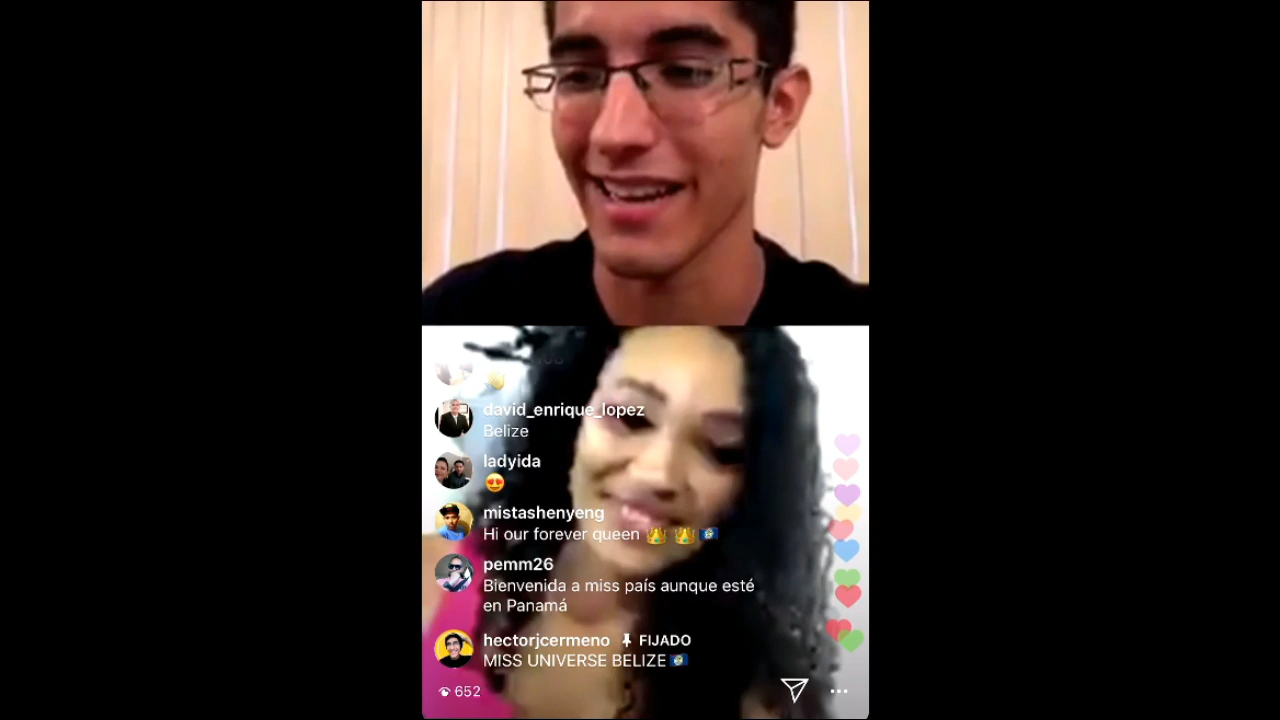 david_enrique_lopez
Belize
ladyida
😍
mistashenyeng
Hi our forever queen 👑 👑 🇧🇿
pemm26
Bienvenida a miss país aunque esté
en Panamá
hectorjcermeno 📌 FIJADO
MISS UNIVERSE BELIZE 🇧🇿
652